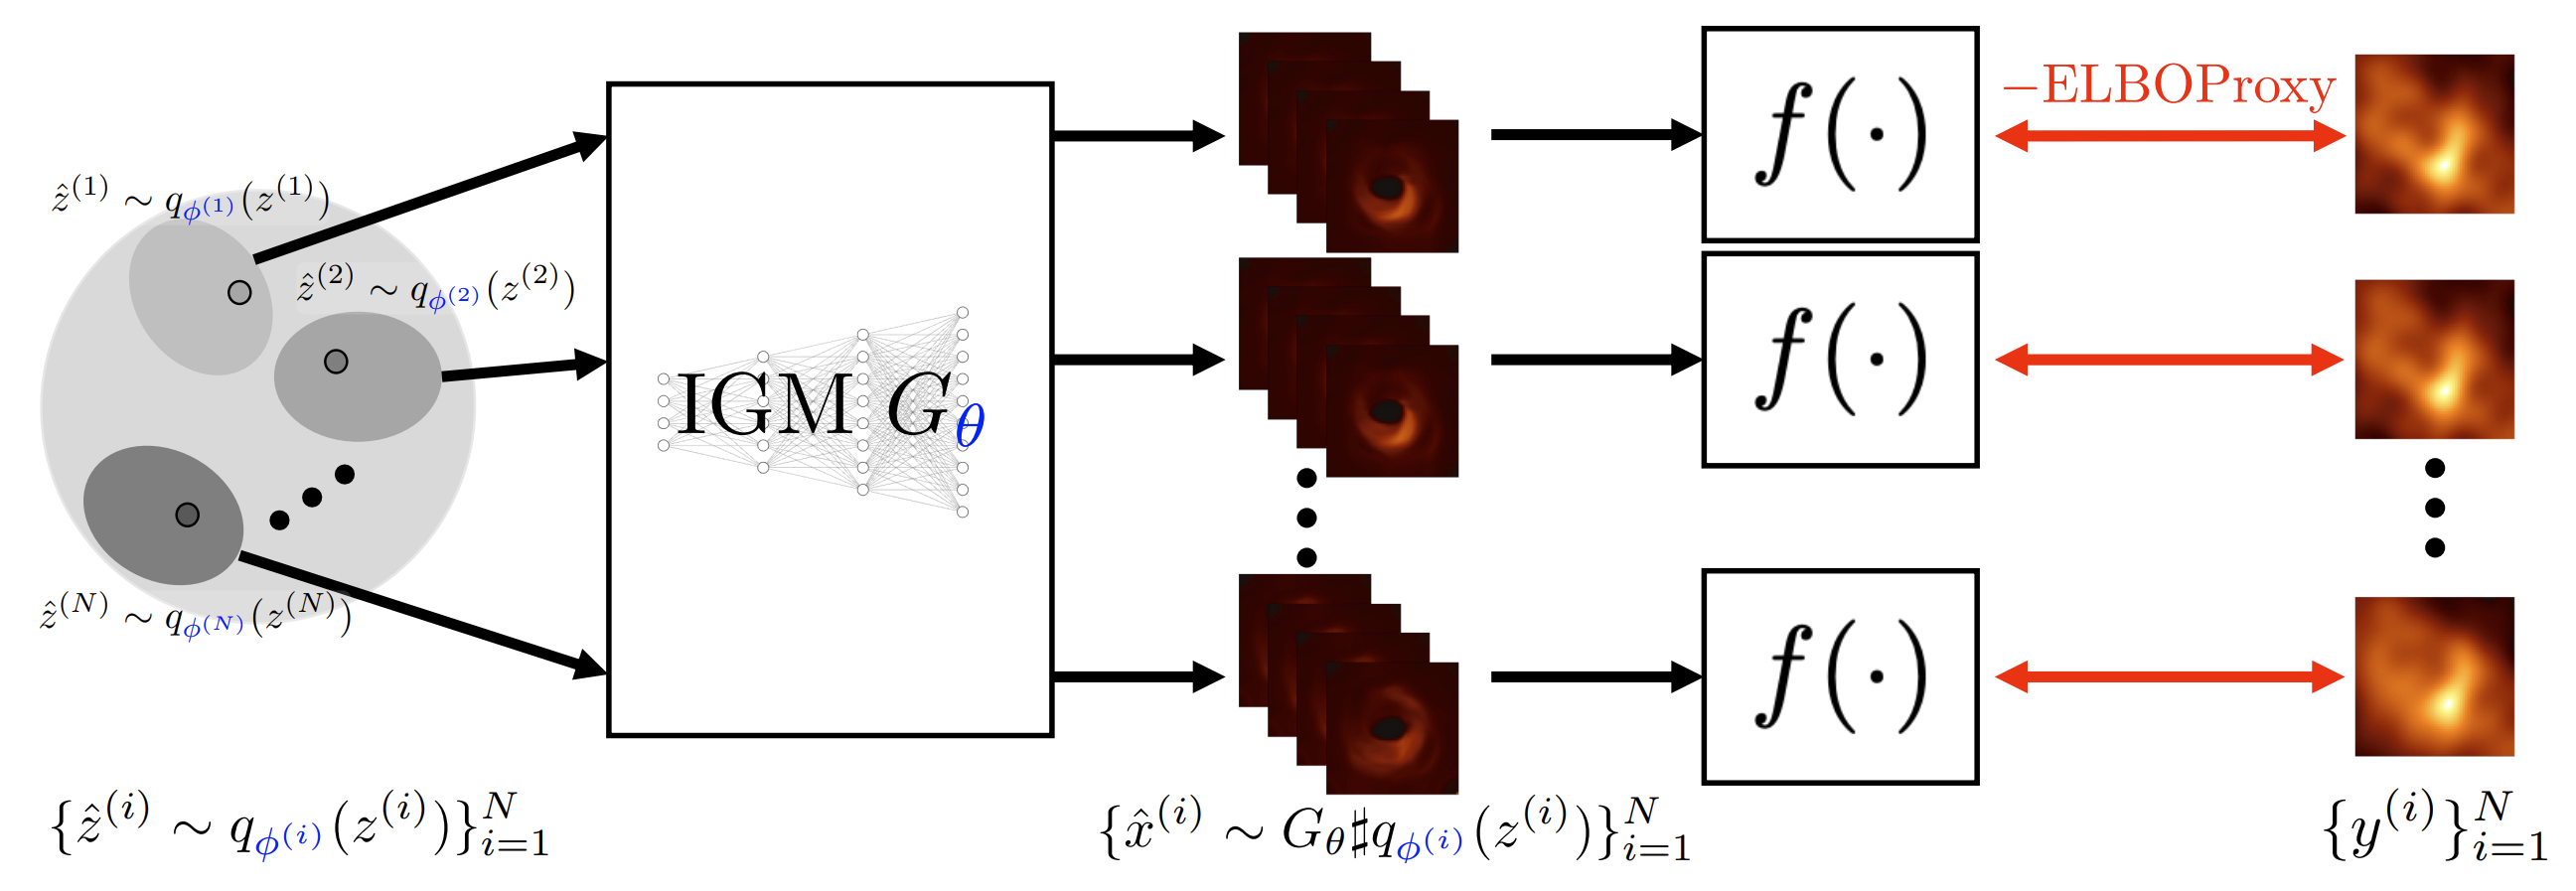 $\hat{z}^{(1)} \sim q_{\phi^{(1)}}(z^{(1)})$
$\hat{z}^{(2)} \sim q_{\phi^{(2)}}(z^{(2)})$
$\hat{z}^{(N)} \sim q_{\phi^{(N)}}(z^{(N)})$
IGM $G_{\theta}$
$f(\cdot)$
−ELBOProxy
$f(\cdot)$
$f(\cdot)$
$\{\hat{z}^{(i)} \sim q_{\phi^{(i)}}(z^{(i)})\}_{i=1}^{N}$
$\{\hat{x}^{(i)} \sim G_{\theta}\sharp q_{\phi^{(i)}}(z^{(i)})\}_{i=1}^{N}$
$\{y^{(i)}\}_{i=1}^{N}$